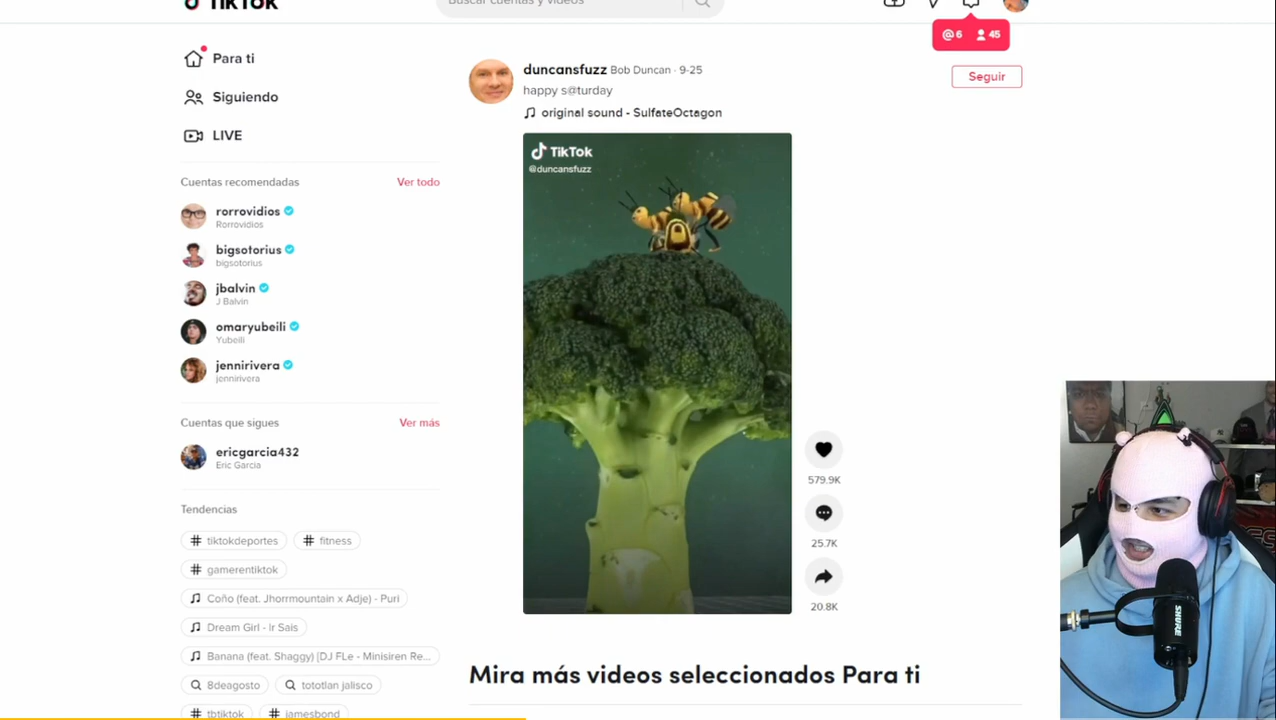 TikTok
Buscar cuentas y videos
@ 6 45
Para ti
Siguiendo
LIVE
Cuentas recomendadas Ver todo
rorrovidios
Rorrovidios
bigsotorius
bigsotorius
jbalvin
J Balvin
omaryubeili
Yubeili
jennirivera
jennirivera
Cuentas que sigues Ver más
ericgarcia432
Eric Garcia
Tendencias
# tiktokdeportes # fitness
# gamerentiktok
Coño (feat. Jhorrmountain x Adje) - Puri
Dream Girl - Ir Sais
Banana (feat. Shaggy) [DJ FLe - Minisiren Re...
8deagosto tototlan jalisco
tbtiktok # jamesbond
duncansfuzz Bob Duncan · 9-25
Seguir
happy s@turday
original sound - SulfateOctagon
TikTok
@duncansfuzz
579.9K
25.7K
20.8K
Mira más videos seleccionados Para ti
SHURE